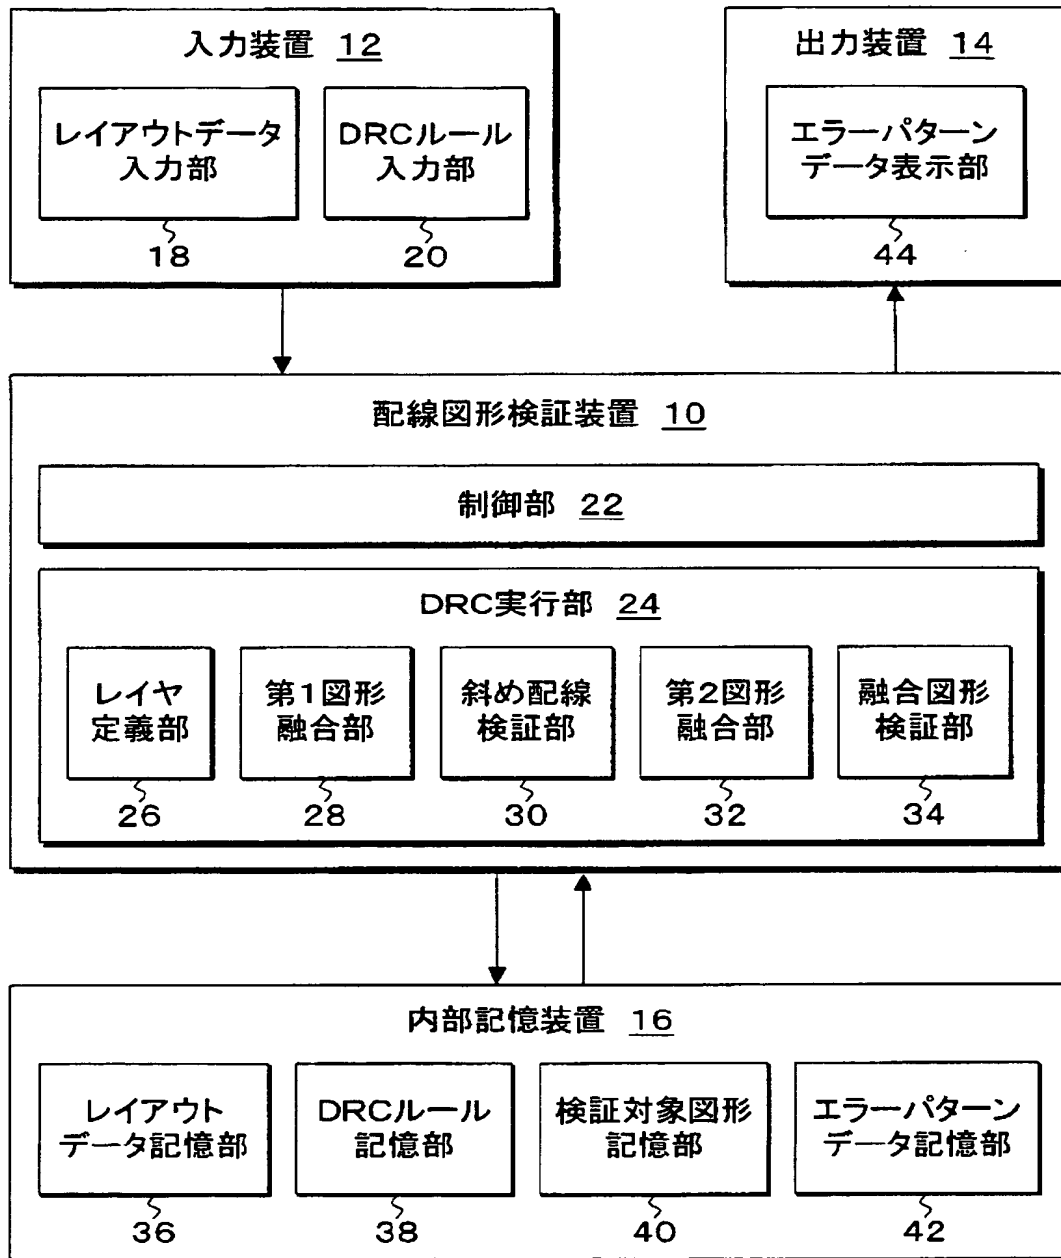 入力装置 12
レイアウトデータ
入力部
18
DRCルール
入力部
20
出力装置 14
エラーパターン
データ表示部
44
配線図形検証装置 10
制御部 22
DRC実行部 24
レイヤ
定義部
26
第1図形
融合部
28
斜め配線
検証部
30
第2図形
融合部
32
融合図形
検証部
34
内部記憶装置 16
レイアウト
データ記憶部
36
DRCルール
記憶部
38
検証対象図形
記憶部
40
エラーパターン
データ記憶部
42